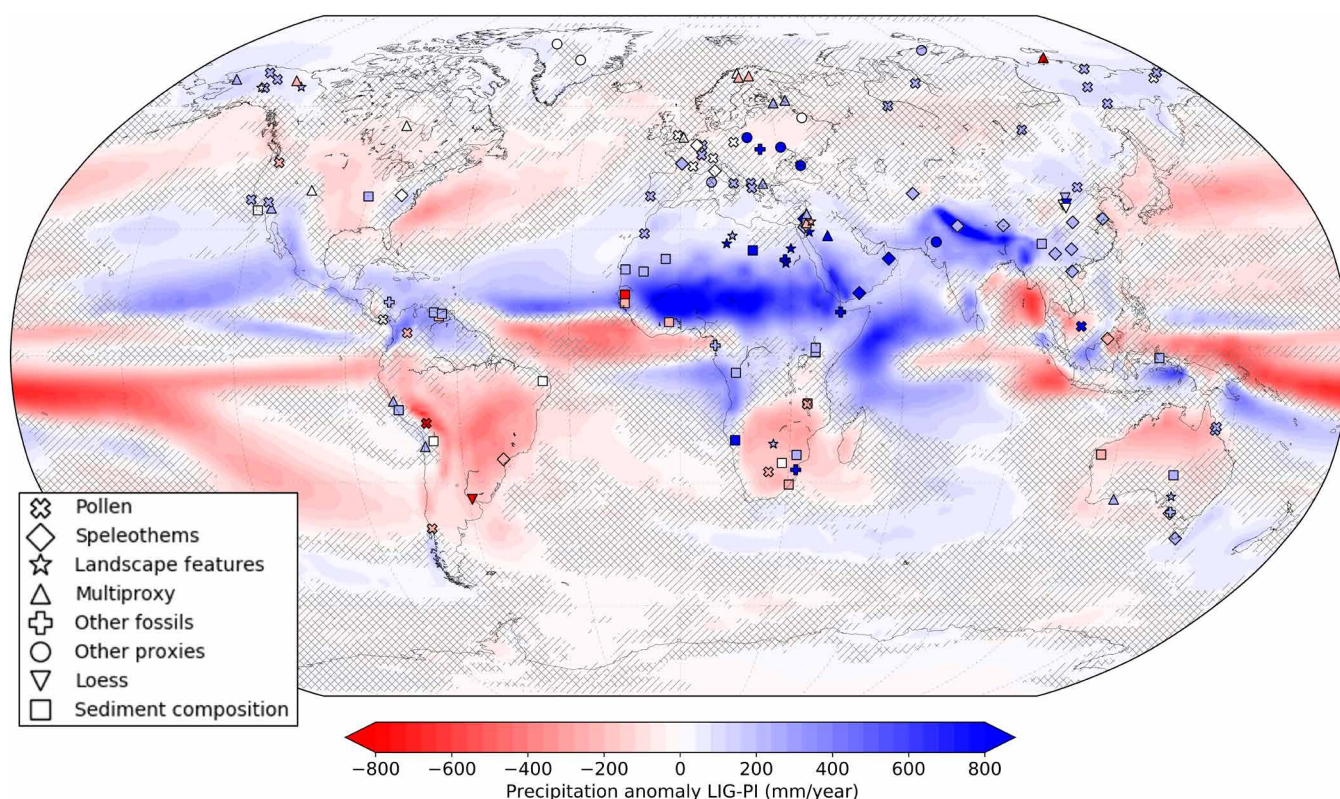 Pollen
Speleothems
Landscape features
Multiproxy
Other fossils
Other proxies
Loess
Sediment composition
−800 −600 −400 −200 0 200 400 600 800
Precipitation anomaly LIG-PI (mm/year)